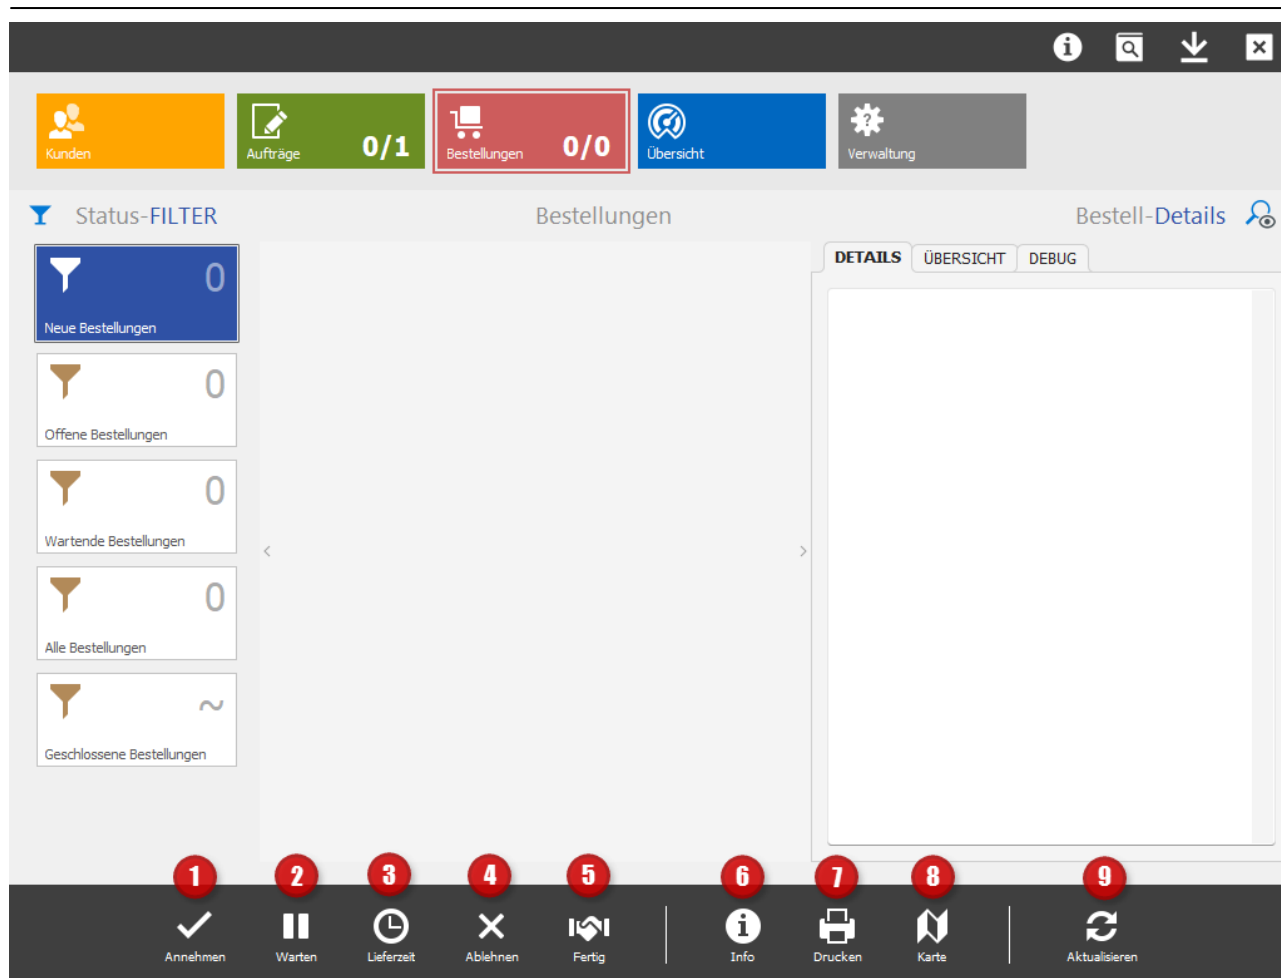 Kunden
Aufträge 0/1
Bestellungen 0/0
Übersicht
Verwaltung
Status-FILTER
Bestellungen
Bestell-Details
0
Neue Bestellungen
0
Offene Bestellungen
0
Wartende Bestellungen
0
Alle Bestellungen
~
Geschlossene Bestellungen
DETAILS ÜBERSICHT DEBUG
1 2 3 4 5 6 7 8 9
Annehmen Warten Lieferzeit Ablehnen Fertig Info Drucken Karte Aktualisieren